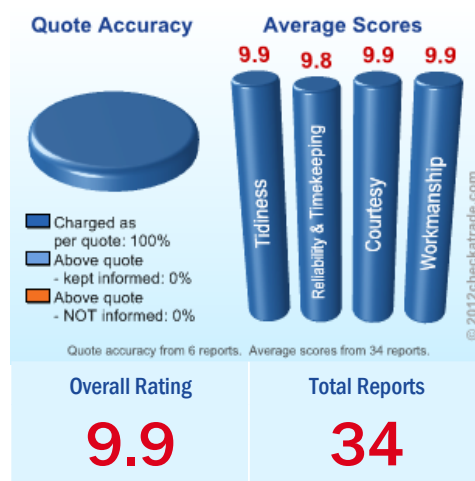 Quote Accuracy
Average Scores
9.9
9.8
9.9
9.9
Tidiness
Reliability & Timekeeping
Courtesy
Workmanship
Charged as
per quote: 100%
Above quote
- kept informed: 0%
Above quote
- NOT informed: 0%
© 2012checkatrade.com
Quote accuracy from 6 reports. Average scores from 34 reports.
Overall Rating
Total Reports
9.9
34